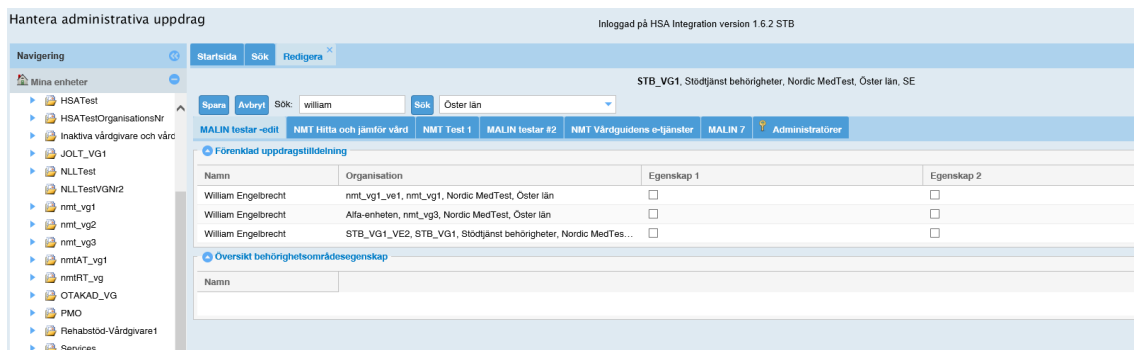 Hantera administrativa uppdrag
Inloggad på HSA Integration version 1.6.2 STB
Navigering
Startsida Sök Redigera
Mina enheter
STB_VG1, Stödtjänst behörigheter, Nordic MedTest, Öster län, SE
HSATest
HSATestOrganisationsNr
Inaktiva vårdgivare och vård
JOLT_VG1
NLLTest
NLLTestVGNr2
nmt_vg1
nmt_vg2
nmt_vg3
nmtAT_vg1
nmtRT_vg
OTAKAD_VG
PMO
Rehabstöd-Vårdgivare1
Services
Spara Avbryt Sök: william Sök Öster län
MALIN testar -edit NMT Hitta och jämför vård NMT Test 1 MALIN testar #2 NMT Vårdguidens e-tjänster MALIN 7 Administratörer
Förenklad uppdragstilldelning
Namn Organisation Egenskap 1 Egenskap 2
William Engelbrecht nmt_vg1_ve1, nmt_vg1, Nordic MedTest, Öster län
William Engelbrecht Alfa-enheten, nmt_vg3, Nordic MedTest, Öster län
William Engelbrecht STB_VG1_VE2, STB_VG1, Stödtjänst behörigheter, Nordic MedTes...
Översikt behörighetsområdesegenskap
Namn